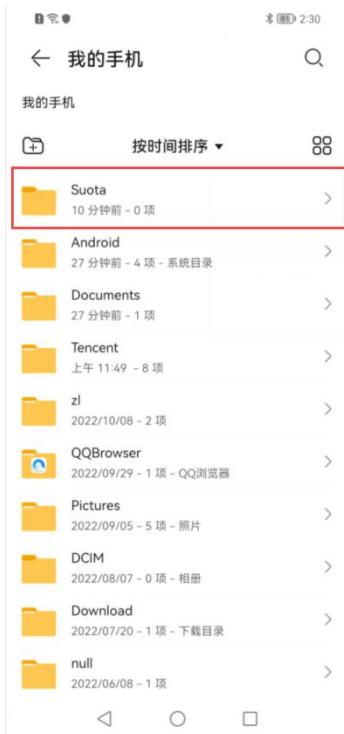 2:30
我的手机
我的手机
按时间排序
Suota
10 分钟前 - 0 项
Android
27 分钟前 - 4 项 - 系统目录
Documents
27 分钟前 - 1 项
Tencent
上午 11:49 - 8 项
zl
2022/10/08 - 2 项
QQBrowser
2022/09/29 - 1 项 - QQ浏览器
Pictures
2022/09/05 - 5 项 - 照片
DCIM
2022/08/07 - 0 项 - 相册
Download
2022/07/20 - 1 项 - 下载目录
null
2022/06/08 - 1 项